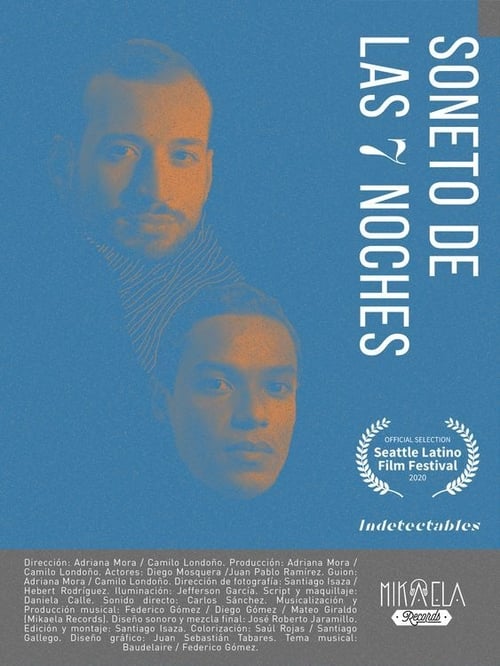 SONETO DE
LAS 7 NOCHES
OFFICIAL SELECTION
Seattle Latino
Film Festival
2020
Indetectables
Dirección: Adriana Mora / Camilo Londoño. Producción: Adriana Mora /
Camilo Londoño. Actores: Diego Mosquera /Juan Pablo Ramírez. Guion:
Adriana Mora / Camilo Londoño. Dirección de fotografía: Santiago Isaza /
Hebert Rodríguez. Iluminación: Jefferson García. Script y maquillaje:
Daniela Calle. Sonido directo: Carlos Sánchez. Musicalización y
Producción musical: Federico Gómez / Diego Gómez / Mateo Giraldo
[Mikaela Records]. Diseño sonoro y mezcla final: José Roberto Jaramillo.
Edición y montaje: Santiago Isaza. Colorización: Saúl Rojas / Santiago
Gallego. Diseño gráfico: Juan Sebastián Tabares. Tema musical:
Baudelaire / Federico Gómez.
MIKAELA
Records